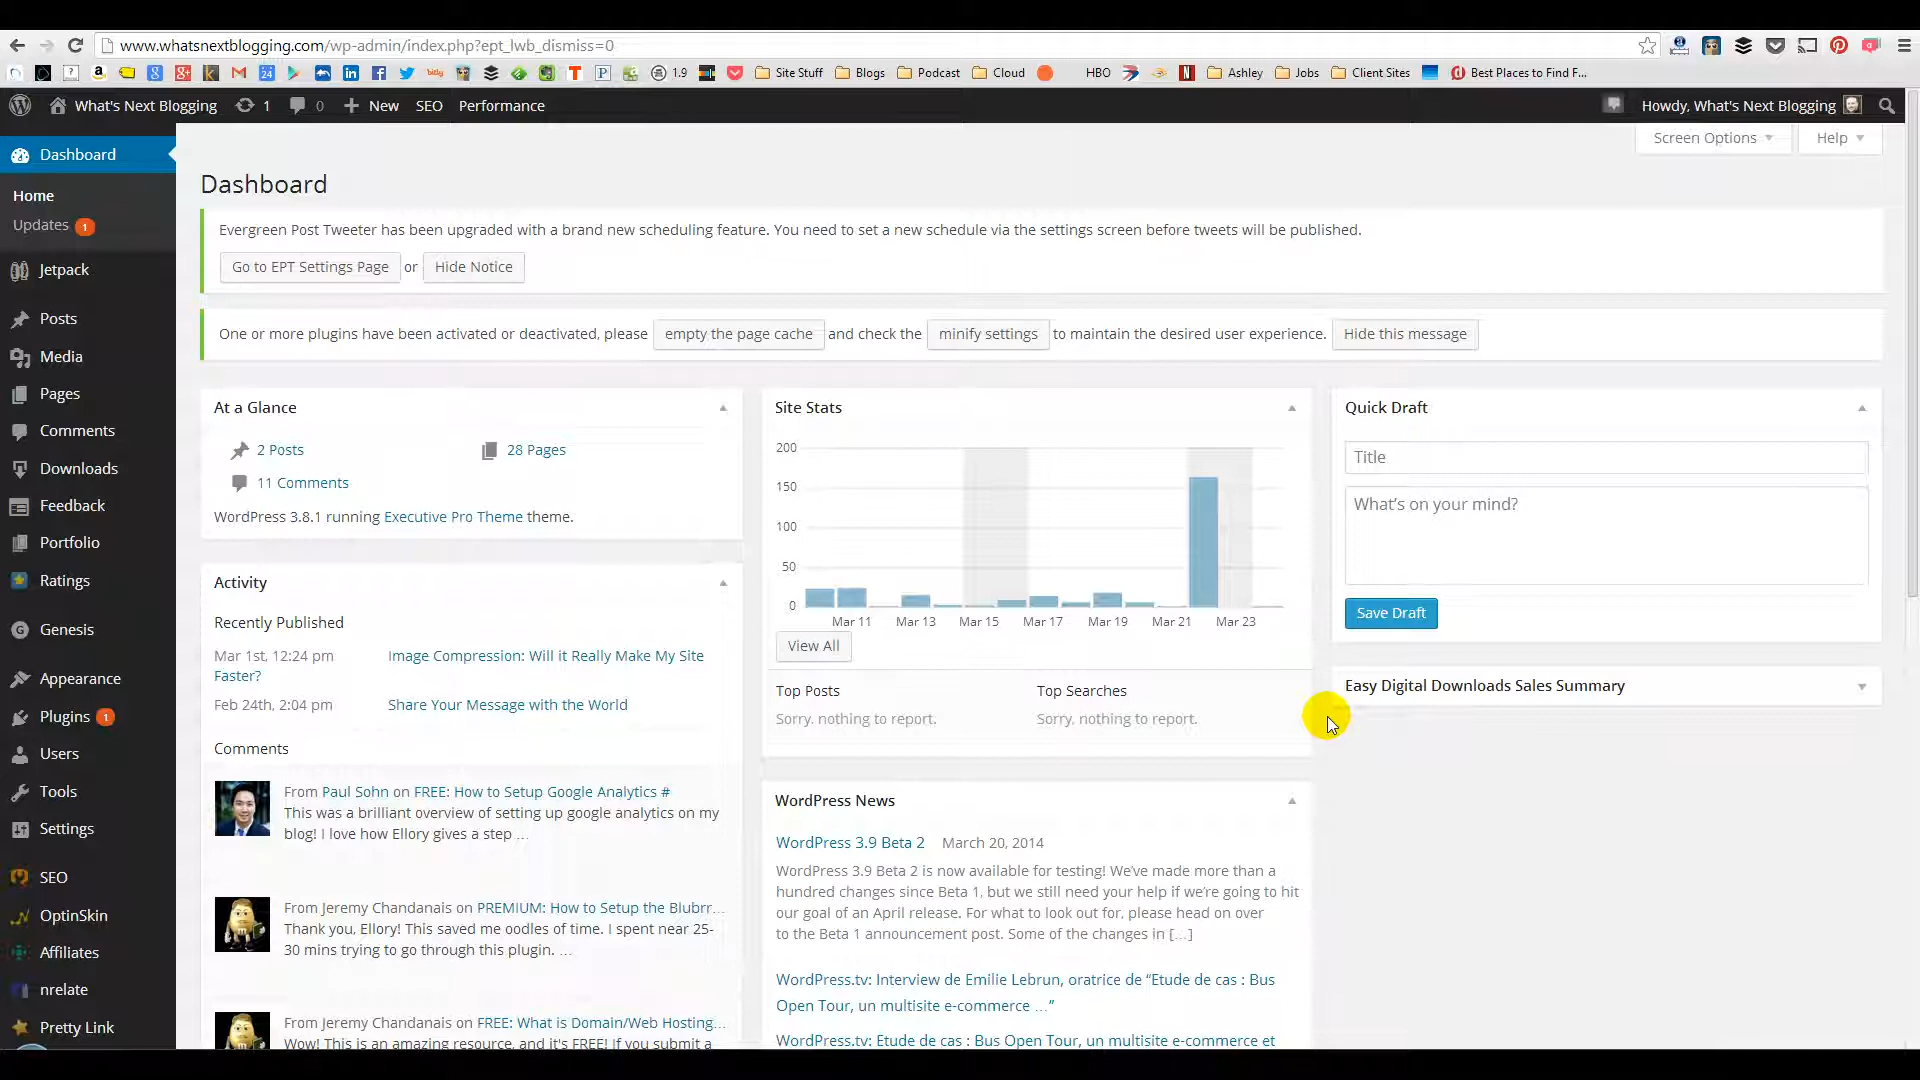 www.whatsnextblogging.com/wp-admin/index.php?ept_lwb_dismiss=0
1.9 Site Stuff Blogs Podcast Cloud HBO Ashley Jobs Client Sites Best Places to Find F...
What's Next Blogging 1 0 New SEO Performance Howdy, What's Next Blogging
Screen Options Help
Dashboard
Home
Updates 1
Jetpack
Posts
Media
Pages
Comments
Downloads
Feedback
Portfolio
Ratings
Genesis
Appearance
Plugins 1
Users
Tools
Settings
SEO
OptinSkin
Affiliates
nrelate
Pretty Link
Dashboard
Evergreen Post Tweeter has been upgraded with a brand new scheduling feature. You need to set a new schedule via the settings screen before tweets will be published.
Go to EPT Settings Page or Hide Notice
One or more plugins have been activated or deactivated, please empty the page cache and check the minify settings to maintain the desired user experience. Hide this message
At a Glance
2 Posts 28 Pages
11 Comments
WordPress 3.8.1 running Executive Pro Theme theme.
Activity
Recently Published
Mar 1st, 12:24 pm Image Compression: Will it Really Make My Site
Faster?
Feb 24th, 2:04 pm Share Your Message with the World
Comments
From Paul Sohn on FREE: How to Setup Google Analytics #
This was a brilliant overview of setting up google analytics on my
blog! I love how Ellory gives a step ...
From Jeremy Chandanais on PREMIUM: How to Setup the Blubrr...
Thank you, Ellory! This saved me oodles of time. I spent near 25-
30 mins trying to go through this plugin. ...
From Jeremy Chandanais on FREE: What is Domain/Web Hosting...
Wow! This is an amazing resource, and it's FREE! If you submit a
Site Stats
200
150
100
50
0
Mar 11 Mar 13 Mar 15 Mar 17 Mar 19 Mar 21 Mar 23
View All
Top Posts Top Searches
Sorry, nothing to report. Sorry, nothing to report.
WordPress News
WordPress 3.9 Beta 2 March 20, 2014
WordPress 3.9 Beta 2 is now available for testing! We've made more than a
hundred changes since Beta 1, but we still need your help if we're going to hit
our goal of an April release. For what to look out for, please head on over
to the Beta 1 announcement post. Some of the changes in [...]
WordPress.tv: Interview de Emilie Lebrun, oratrice de “Etude de cas : Bus
Open Tour, un multisite e-commerce ...”
WordPress.tv: Etude de cas : Bus Open Tour, un multisite e-commerce et
Quick Draft
Title
What's on your mind?
Save Draft
Easy Digital Downloads Sales Summary